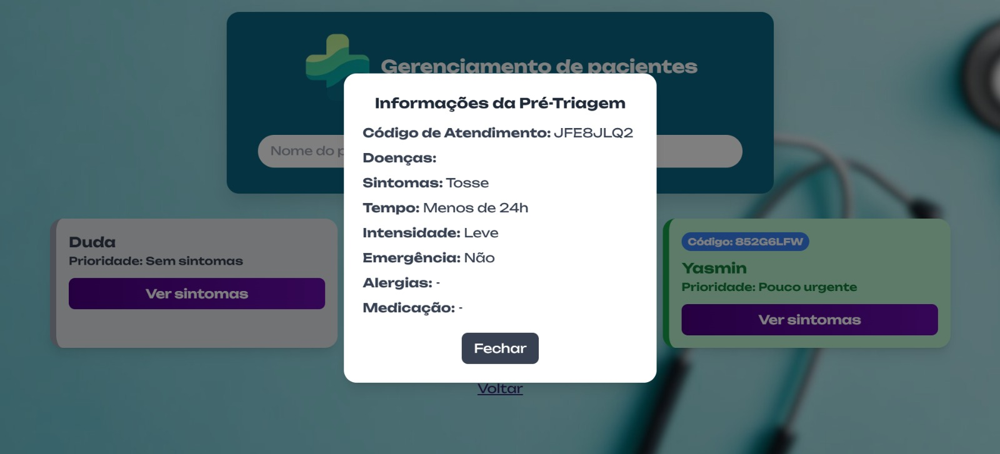 Gerenciamento de pacientes
Nome do p
Duda
Prioridade: Sem sintomas
Ver sintomas
Informações da Pré-Triagem
Código de Atendimento: JFE8JLQ2
Doenças:
Sintomas: Tosse
Tempo: Menos de 24h
Intensidade: Leve
Emergência: Não
Alergias: -
Medicação: -
Fechar
Código: 852G6LFW
Yasmin
Prioridade: Pouco urgente
Ver sintomas
Voltar